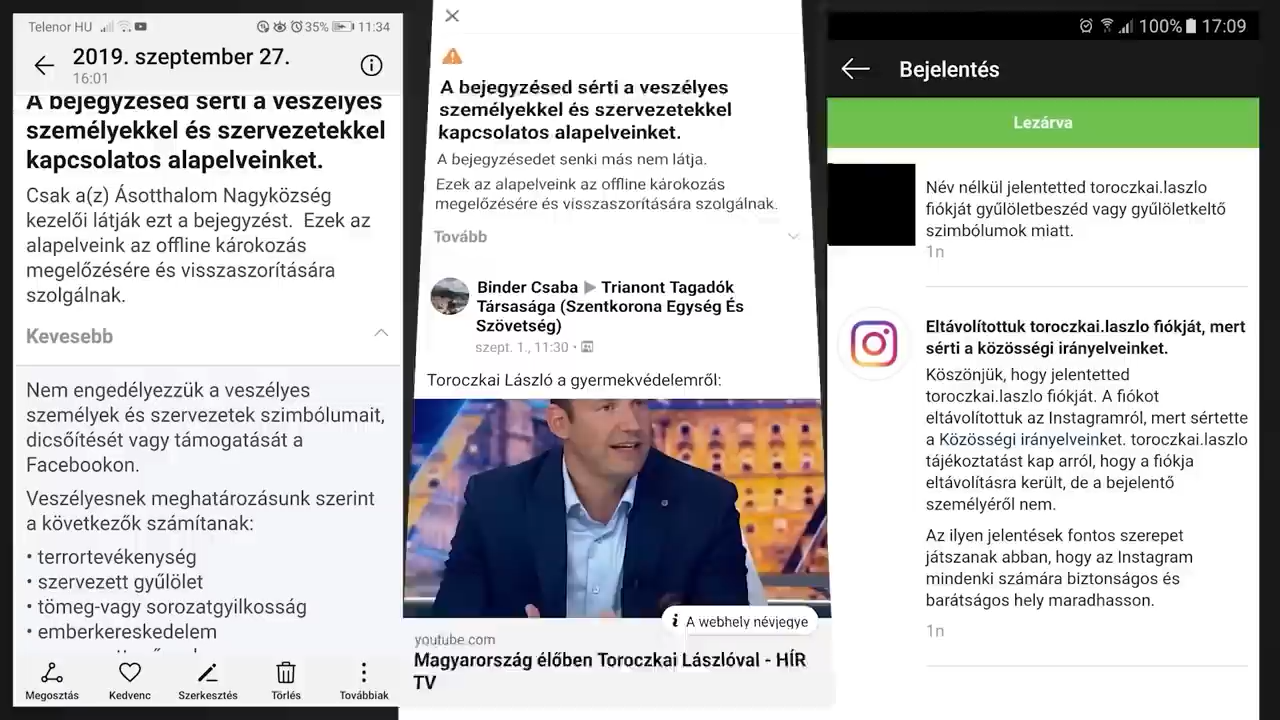 Telenor HU
35%
11:34
2019. szeptember 27.
16:01
A bejegyzésed sérti a veszélyes
személyekkel és szervezetekkel
kapcsolatos alapelveinket.
Csak a(z) Ásotthalom Nagyközség
kezelői látják ezt a bejegyzést. Ezek az
alapelveink az offline károkozás
megelőzésére és visszaszorítására
szolgálnak.
Kevesebb
Nem engedélyezzük a veszélyes
személyek és szervezetek szimbólumait,
dicsőítését vagy támogatását a
Facebookon.
Veszélyesnek meghatározásunk szerint
a következők számítanak:
• terrortevékenység
• szervezett gyűlölet
• tömeg-vagy sorozatgyilkosság
• emberkereskedelem
Megosztás
Kedvenc
Szerkesztés
Törlés
Továbbiak
A bejegyzésed sérti a veszélyes
személyekkel és szervezetekkel
kapcsolatos alapelveinket.
A bejegyzésedet senki más nem látja.
Ezek az alapelveink az offline károkozás
megelőzésére és visszaszorítására szolgálnak.
Tovább
Binder Csaba ▶ Trianont Tagadók
Társasága (Szentkorona Egység És
Szövetség)
szept. 1., 11:30 •
Toroczkai László a gyermekvédelemről:
A webhely névjegye
youtube.com
Magyarország élőben Toroczkai Lászlóval - HÍR
TV
100%
17:09
Bejelentés
Lezárva
Név nélkül jelentetted toroczkai.laszlo
fiókját gyűlöletbeszéd vagy gyűlöletkeltő
szimbólumok miatt.
1n
Eltávolítottuk toroczkai.laszlo fiókját, mert
sérti a közösségi irányelveinket.
Köszönjük, hogy jelentetted
toroczkai.laszlo fiókját. A fiókot
eltávolítottuk az Instagramról, mert sértette
a Közösségi irányelveinket. toroczkai.laszlo
tájékoztatást kap arról, hogy a fiókja
eltávolításra került, de a bejelentő
személyéről nem.
Az ilyen jelentések fontos szerepet
játszanak abban, hogy az Instagram
mindenki számára biztonságos és
barátságos hely maradhasson.
1n